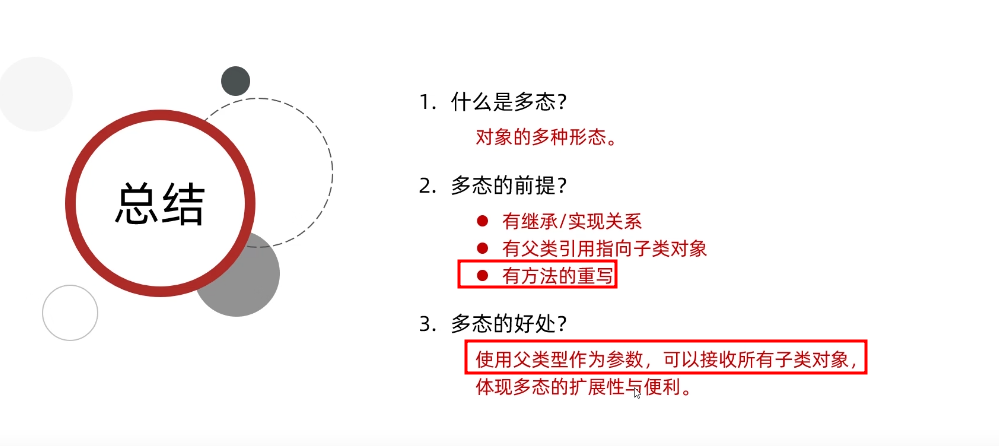 总结
1. 什么是多态？
对象的多种形态。
2. 多态的前提？
● 有继承/实现关系
● 有父类引用指向子类对象
● 有方法的重写
3. 多态的好处？
使用父类型作为参数，可以接收所有子类对象，
体现多态的扩展性与便利。